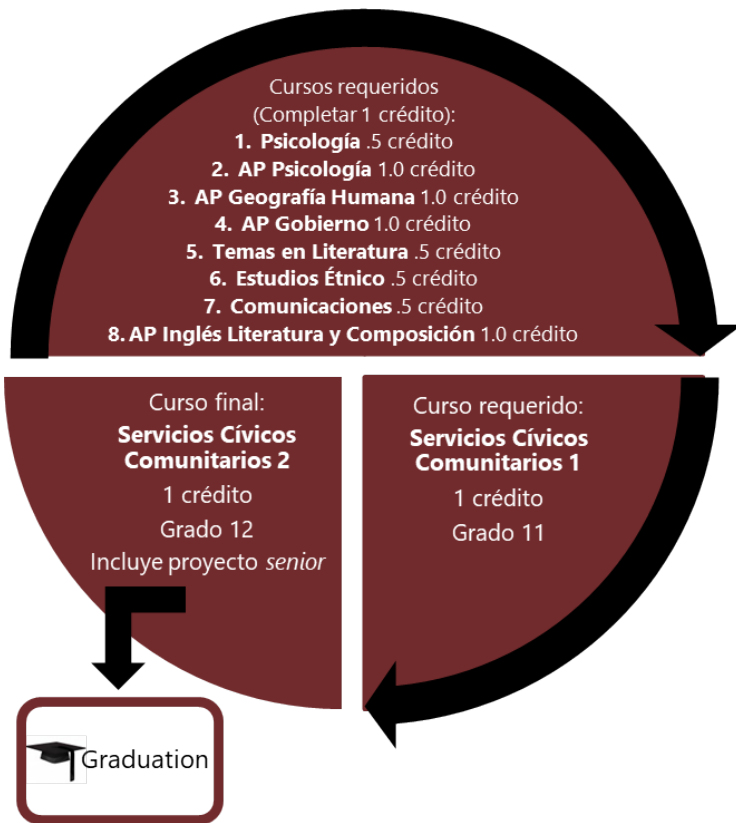 Cursos requeridos
(Completar 1 crédito):
1. Psicología .5 crédito
2. AP Psicología 1.0 crédito
3. AP Geografía Humana 1.0 crédito
4. AP Gobierno 1.0 crédito
5. Temas en Literatura .5 crédito
6. Estudios Étnico .5 crédito
7. Comunicaciones .5 crédito
8. AP Inglés Literatura y Composición 1.0 crédito
Curso requerido:
Servicios Cívicos
Comunitarios 1
1 crédito
Grado 11
Curso final:
Servicios Cívicos
Comunitarios 2
1 crédito
Grado 12
Incluye proyecto senior
Graduation